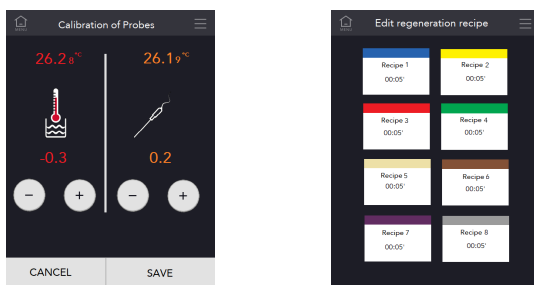 Calibration of Probes
MENU
26.28°C
26.19°C
-0.3
0.2
−
+
−
+
CANCEL
SAVE
Edit regeneration recipe
MENU
Recipe 1
00:05'
Recipe 2
00:05'
Recipe 3
00:05'
Recipe 4
00:05'
Recipe 5
00:05'
Recipe 6
00:05'
Recipe 7
00:05'
Recipe 8
00:05'